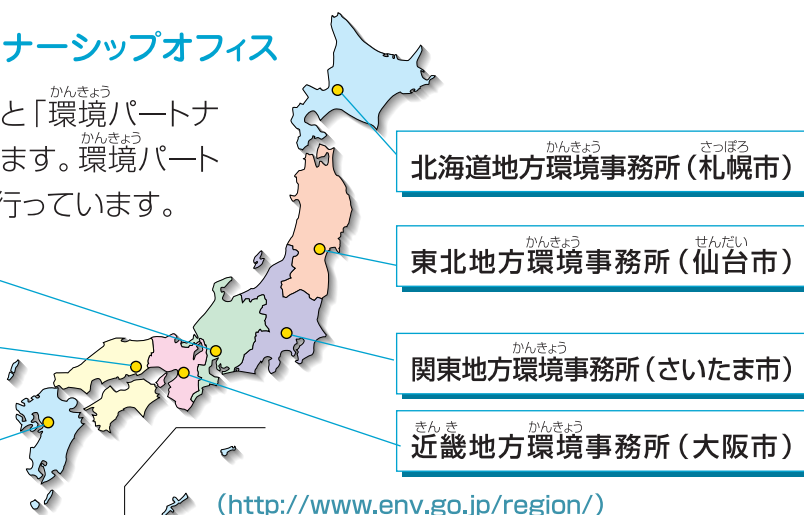 ナーシップオフィス
かんきょう
と「環境パートナ
かんきょう
ます。環境パート
行っています。
かんきょう さっぽろ
北海道地方環境事務所(札幌市)
かんきょう せんだい
東北地方環境事務所(仙台市)
かんきょう
関東地方環境事務所(さいたま市)
きんき かんきょう
近畿地方環境事務所(大阪市)
(http://www.env.go.jp/region/)